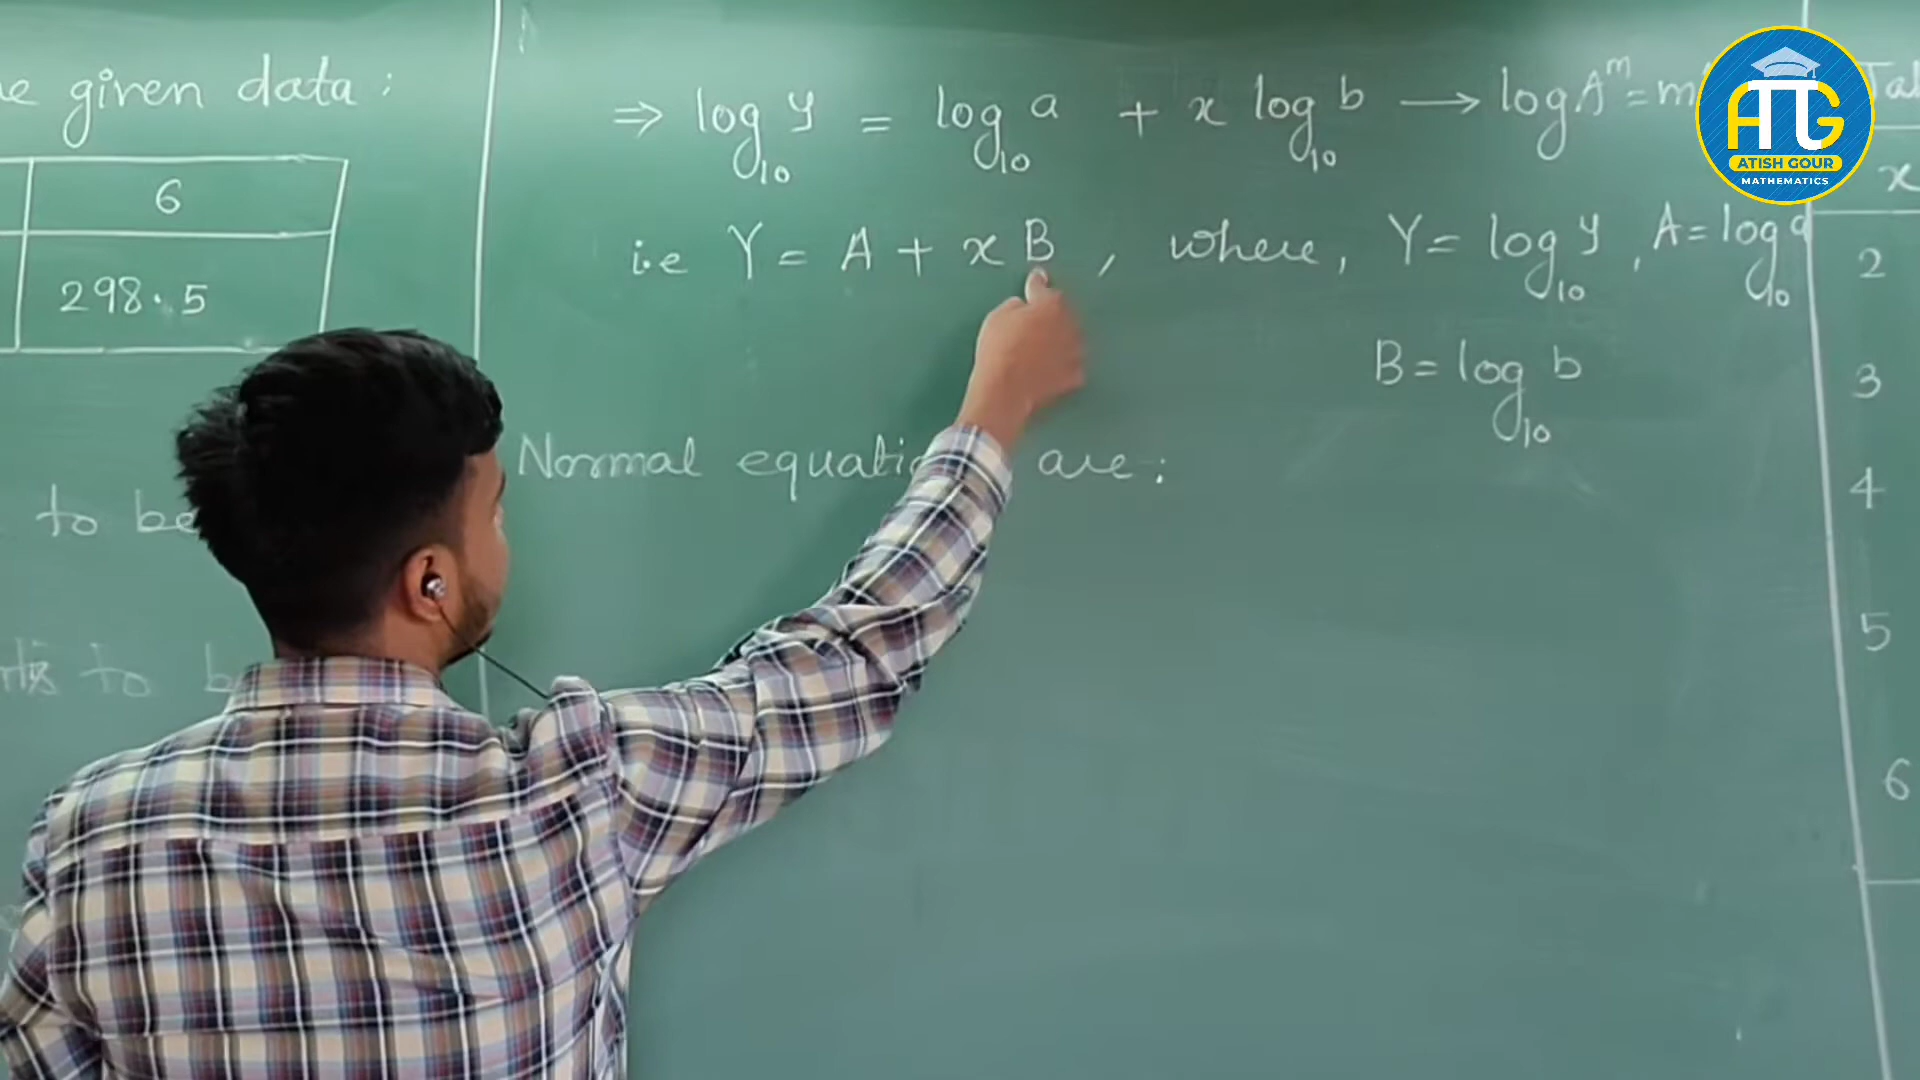 given data :
6
298.5
to be
to b
⇒ log₁₀ y = log₁₀ a + x log₁₀ b → log Aᵐ = m
i.e Y = A + x B , where, Y = log₁₀ y , A = log₁₀ a
B = log₁₀ b
Normal equati are :
x
2
3
4
5
6
ATG
ATISH GOUR
MATHEMATICS